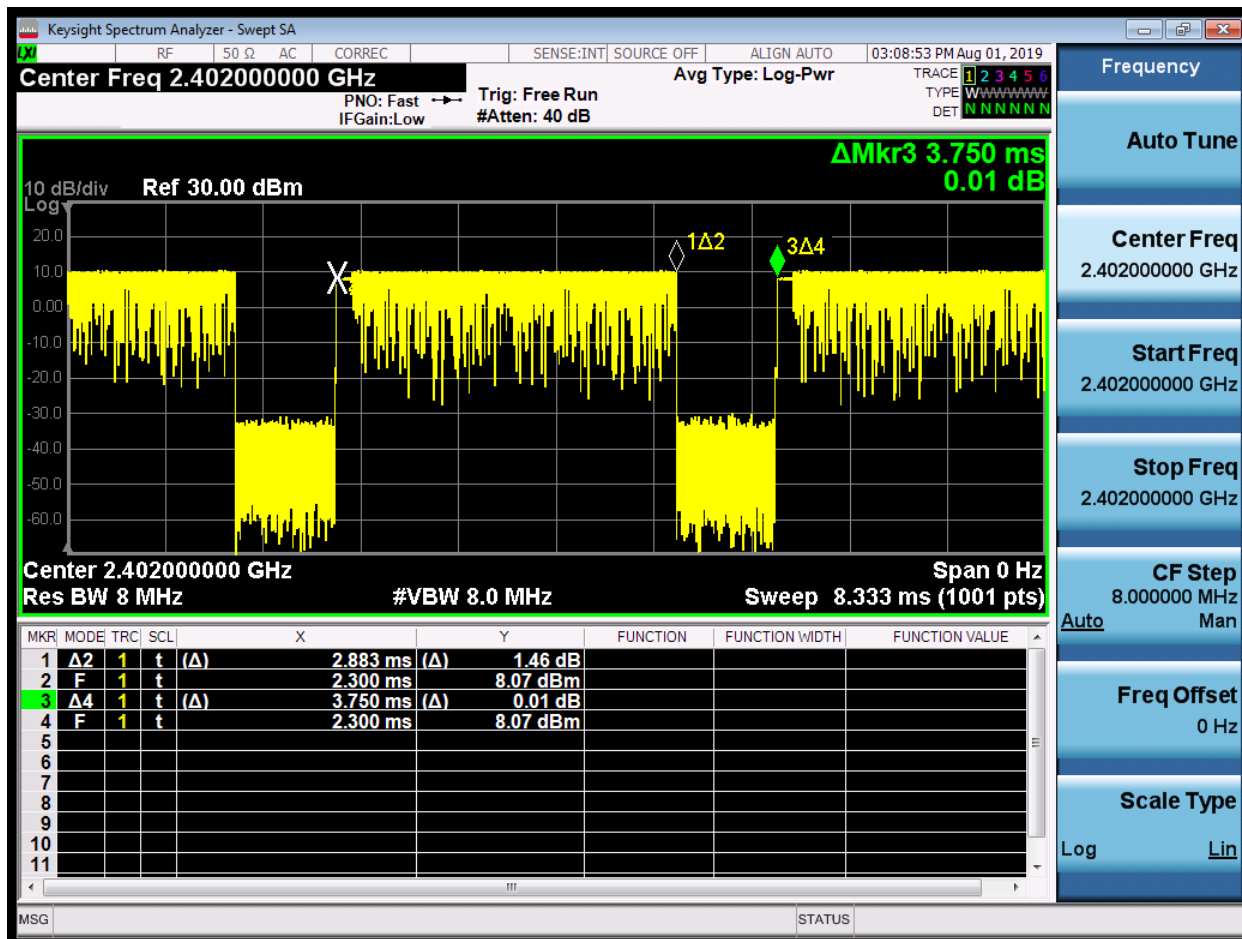 Keysight Spectrum Analyzer - Swept SA
LXI RF 50 Ω AC CORREC SENSE:INT SOURCE OFF ALIGN AUTO 03:08:53 PM Aug 01, 2019
Center Freq 2.402000000 GHz
PNO: Fast
IFGain:Low
Trig: Free Run
#Atten: 40 dB
Avg Type: Log-Pwr
TRACE 1 2 3 4 5 6
TYPE WWWWWW
DET N N N N N N
ΔMkr3 3.750 ms
0.01 dB
10 dB/div Ref 30.00 dBm
Log
20.0
10.0
0.00
-10.0
-20.0
-30.0
-40.0
-50.0
-60.0
1Δ2
3Δ4
Center 2.402000000 GHz Span 0 Hz
Res BW 8 MHz #VBW 8.0 MHz Sweep 8.333 ms (1001 pts)
MKR MODE TRC SCL X Y FUNCTION FUNCTION WIDTH FUNCTION VALUE
1 Δ2 1 t (Δ) 2.883 ms (Δ) 1.46 dB
2 F 1 t 2.300 ms 8.07 dBm
3 Δ4 1 t (Δ) 3.750 ms (Δ) 0.01 dB
4 F 1 t 2.300 ms 8.07 dBm
5
6
7
8
9
10
11
MSG STATUS
Frequency
Auto Tune
Center Freq
2.402000000 GHz
Start Freq
2.402000000 GHz
Stop Freq
2.402000000 GHz
CF Step
8.000000 MHz
Auto Man
Freq Offset
0 Hz
Scale Type
Log Lin